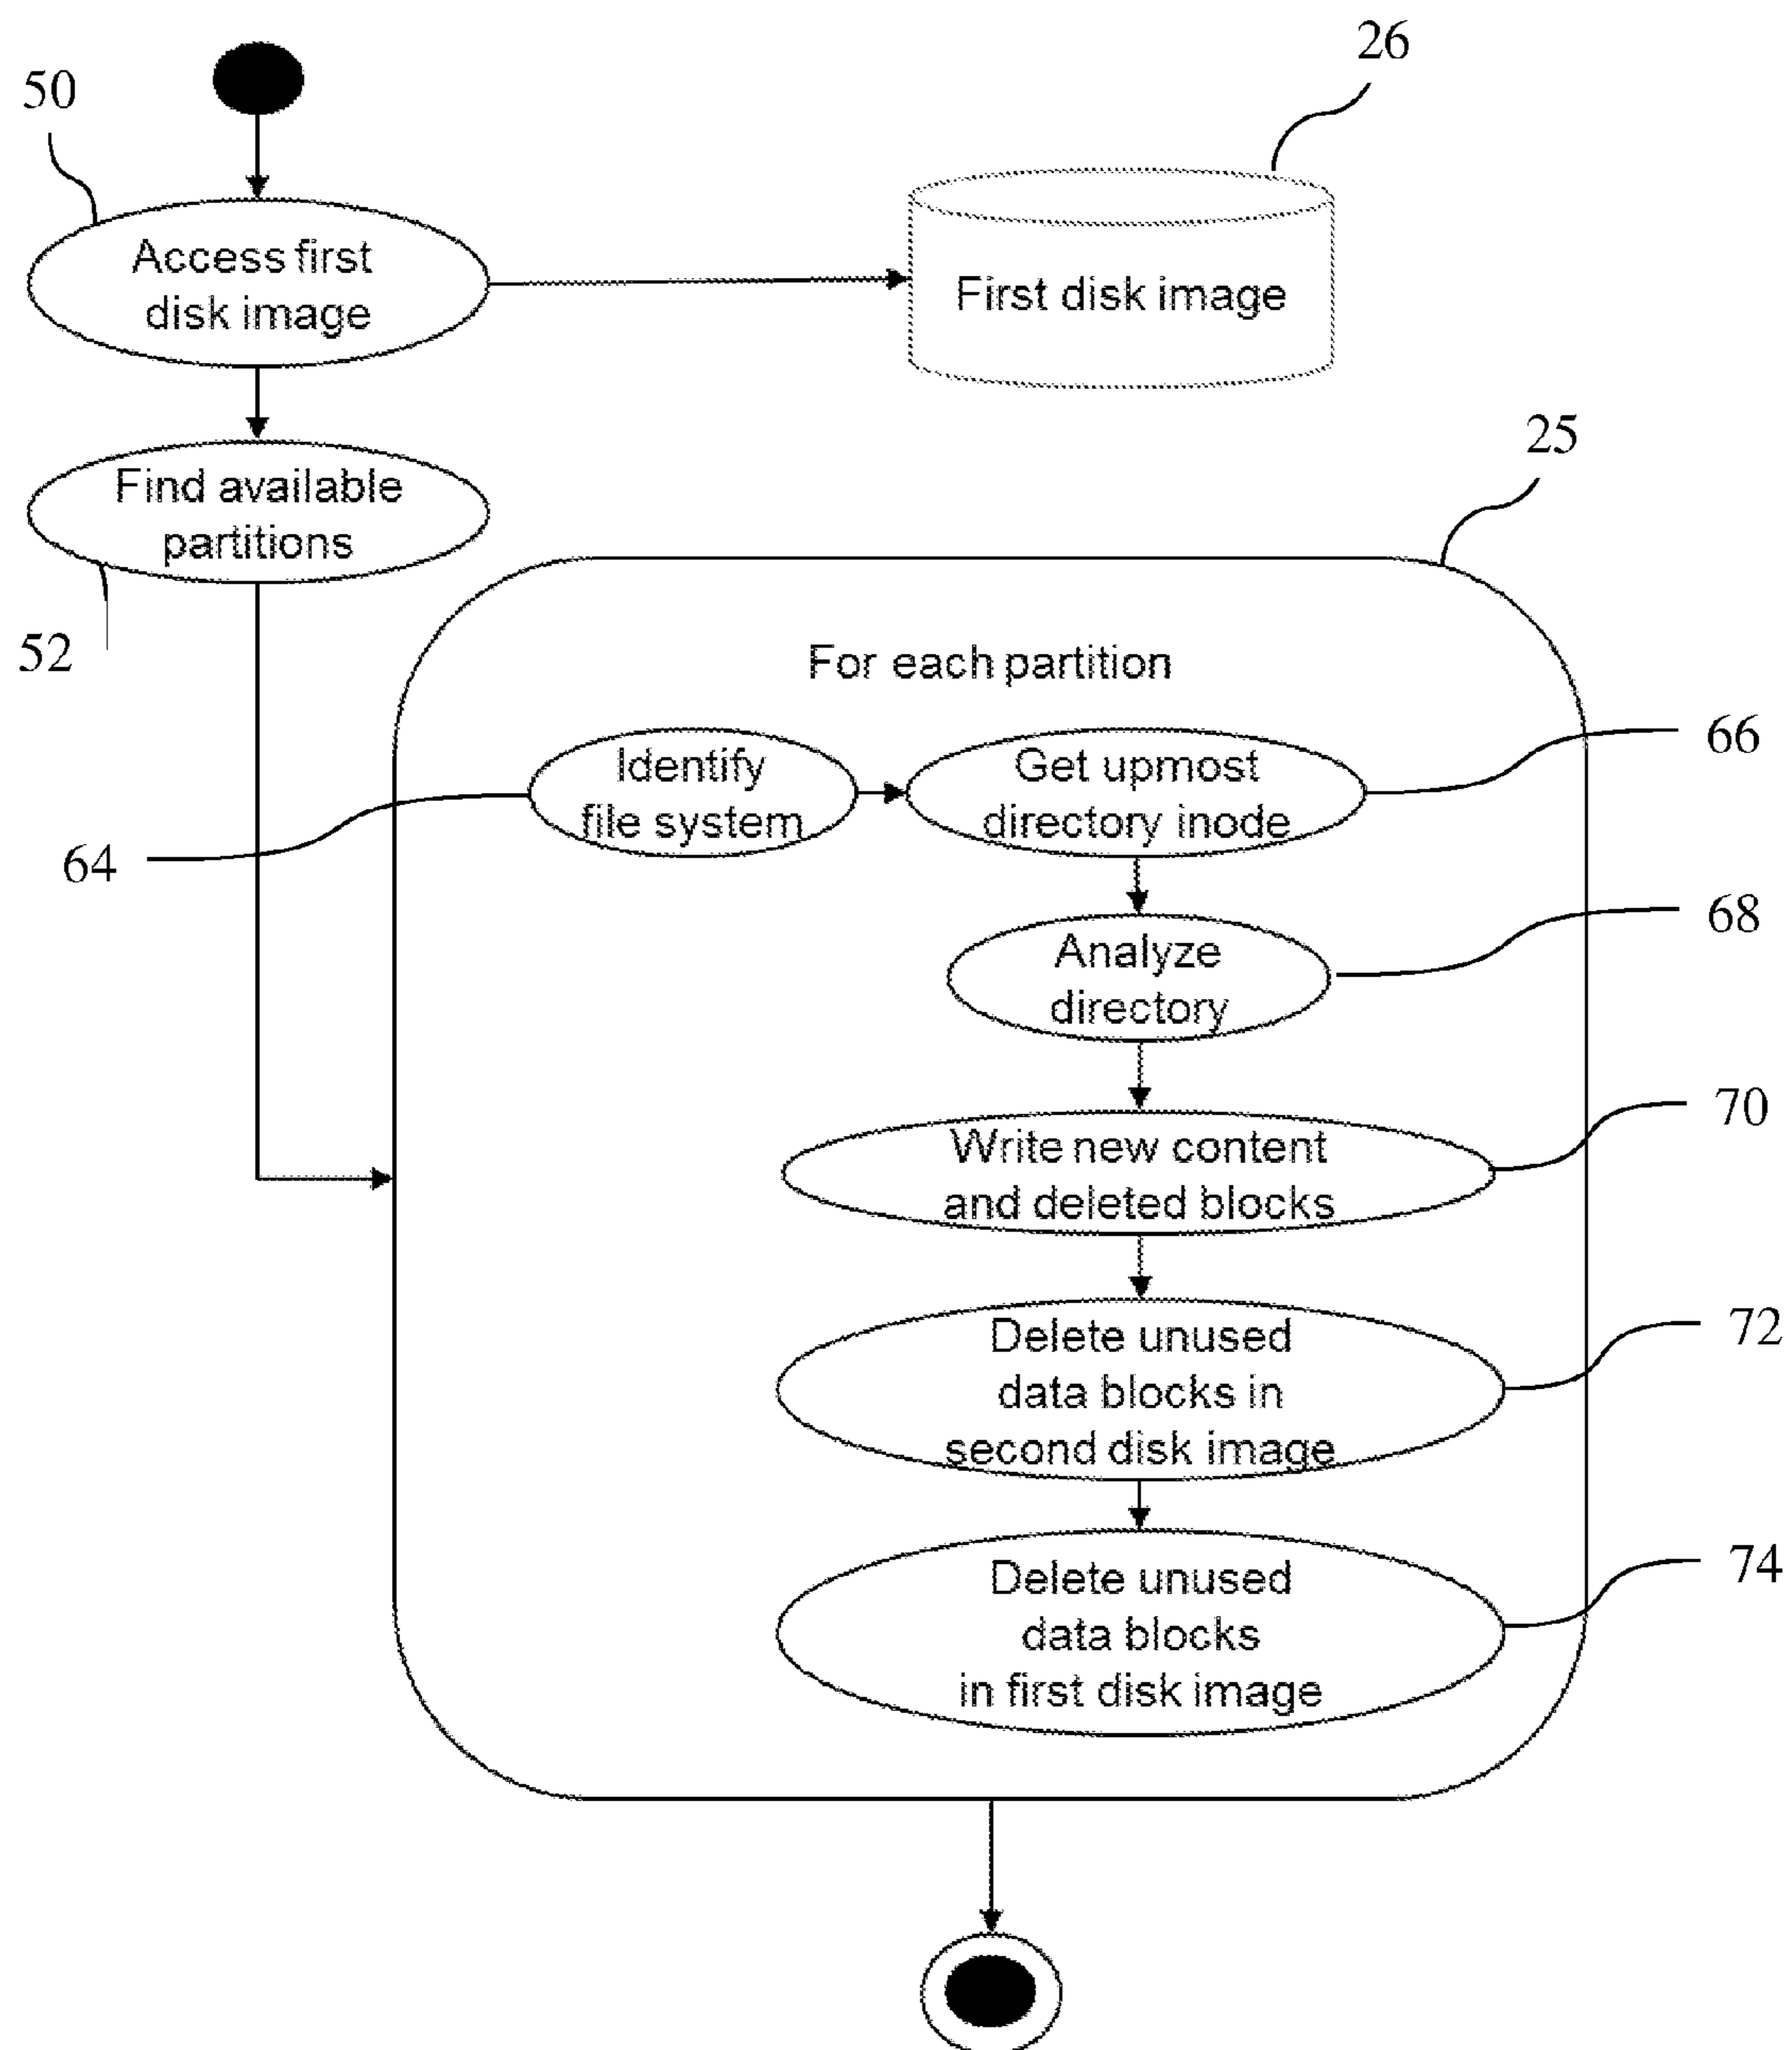 26
50
Access first
disk image
First disk image
25
Find available
partitions
52
For each partition
66
Identify
file system
Get upmost
directory inode
64
68
Analyze
directory
70
Write new content
and deleted blocks
72
Delete unused
data blocks in
second disk image
74
Delete unused
data blocks
in first disk image